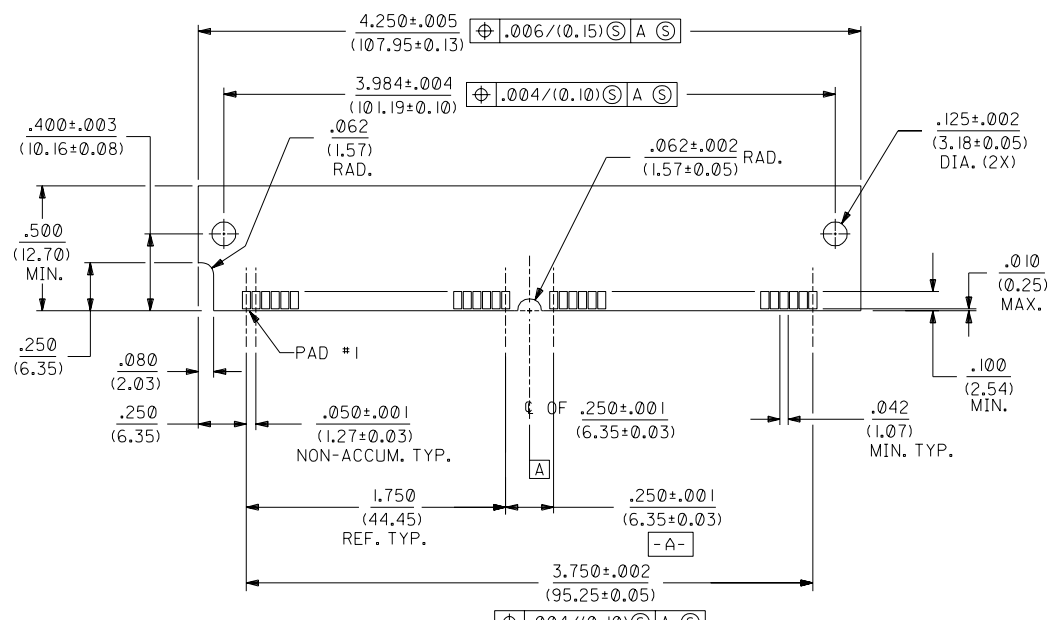 4.250±.005
(107.95±0.13)
⌖ .006/(0.15)Ⓢ A Ⓢ
3.984±.004
(101.19±0.10)
⌖ .004/(0.10)Ⓢ A Ⓢ
.400±.003
(10.16±0.08)
.062
(1.57)
RAD.
.062±.002
(1.57±0.05)
RAD.
.125±.002
(3.18±0.05)
DIA. (2X)
.500
(12.70)
MIN.
.010
(0.25)
MAX.
.250
(6.35)
.080
(2.03)
PAD #1
.100
(2.54)
MIN.
.250
(6.35)
.050±.001
(1.27±0.03)
NON-ACCUM. TYP.
℄ OF .250±.001
(6.35±0.03)
.042
(1.07)
MIN. TYP.
A
1.750
(44.45)
REF. TYP.
.250±.001
(6.35±0.03)
-A-
3.750±.002
(95.25±0.05)
⌖ .004/(0.10)Ⓢ A Ⓢ